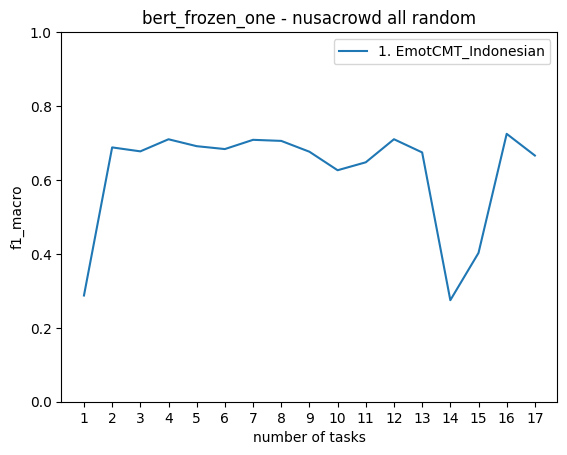 bert_frozen_one - nusacrowd all random
1. EmotCMT_Indonesian
f1_macro
1.0
0.8
0.6
0.4
0.2
0.0
1 2 3 4 5 6 7 8 9 10 11 12 13 14 15 16 17
number of tasks